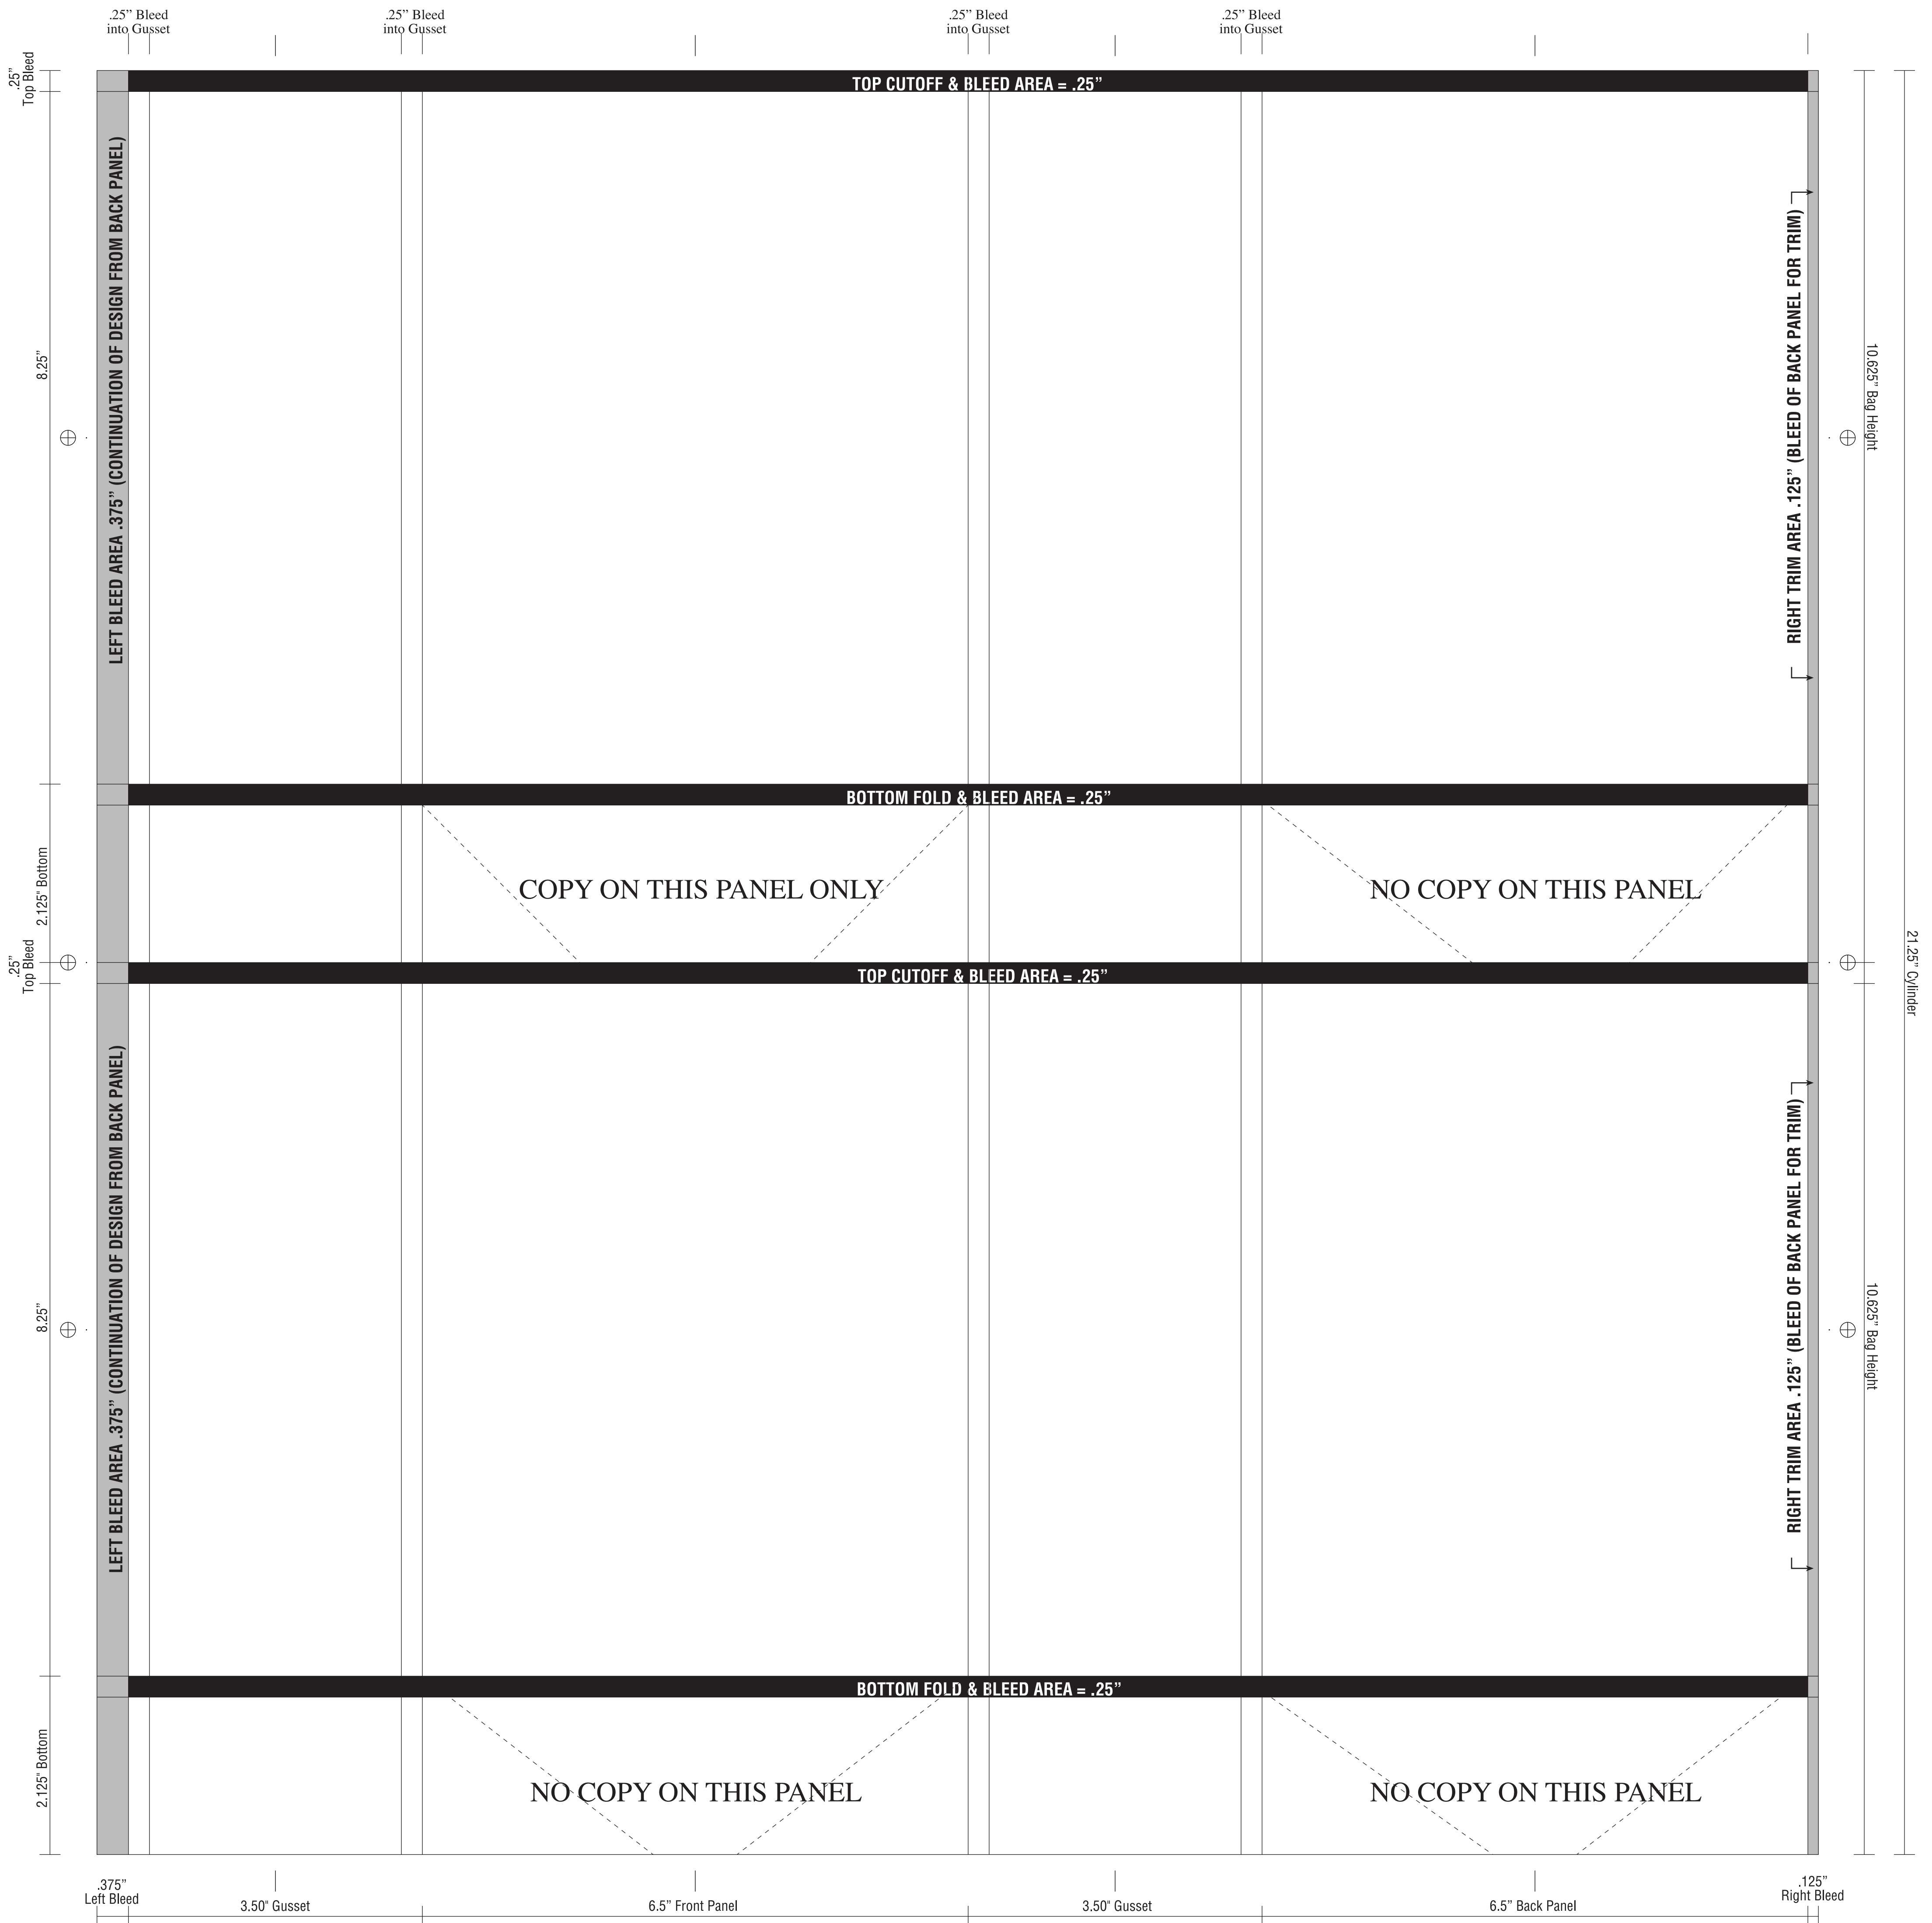 .25” Bleed
into Gusset
.25” Bleed
into Gusset
.25” Bleed
into Gusset
.25” Bleed
into Gusset
.25”
Top Bleed
TOP CUTOFF & BLEED AREA = .25”
LEFT BLEED AREA .375” (CONTINUATION OF DESIGN FROM BACK PANEL)
RIGHT TRIM AREA .125” (BLEED OF BACK PANEL FOR TRIM)
8.25”
10.625” Bag Height
BOTTOM FOLD & BLEED AREA = .25”
2.125" Bottom
COPY ON THIS PANEL ONLY
NO COPY ON THIS PANEL
.25”
Top Bleed
TOP CUTOFF & BLEED AREA = .25”
21.25” Cylinder
LEFT BLEED AREA .375” (CONTINUATION OF DESIGN FROM BACK PANEL)
RIGHT TRIM AREA .125” (BLEED OF BACK PANEL FOR TRIM)
8.25”
10.625” Bag Height
BOTTOM FOLD & BLEED AREA = .25”
2.125" Bottom
NO COPY ON THIS PANEL
NO COPY ON THIS PANEL
.375”
Left Bleed
3.50" Gusset
6.5” Front Panel
3.50" Gusset
6.5” Back Panel
.125”
Right Bleed